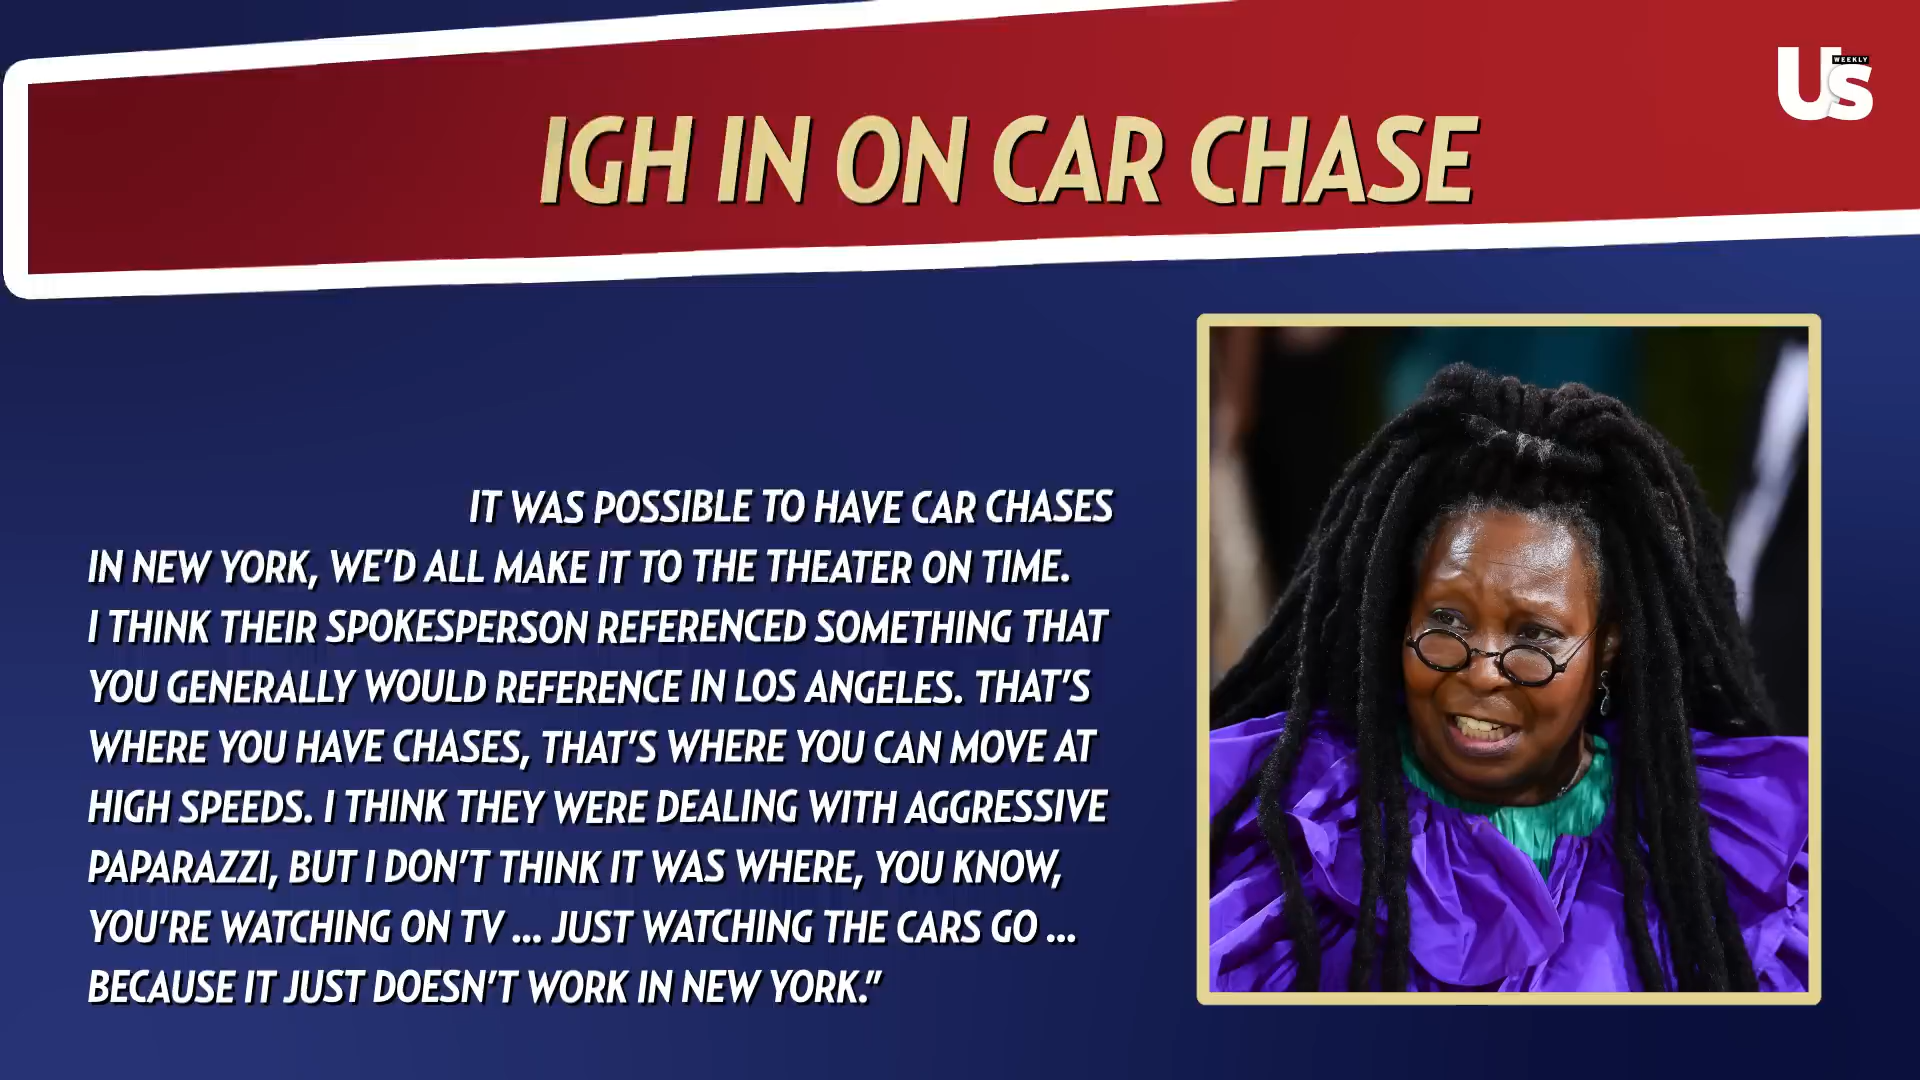 Us
WEEKLY
IGH IN ON CAR CHASE
IT WAS POSSIBLE TO HAVE CAR CHASES
IN NEW YORK, WE'D ALL MAKE IT TO THE THEATER ON TIME.
I THINK THEIR SPOKESPERSON REFERENCED SOMETHING THAT
YOU GENERALLY WOULD REFERENCE IN LOS ANGELES. THAT'S
WHERE YOU HAVE CHASES, THAT'S WHERE YOU CAN MOVE AT
HIGH SPEEDS. I THINK THEY WERE DEALING WITH AGGRESSIVE
PAPARAZZI, BUT I DON'T THINK IT WAS WHERE, YOU KNOW,
YOU'RE WATCHING ON TV ... JUST WATCHING THE CARS GO ...
BECAUSE IT JUST DOESN'T WORK IN NEW YORK."